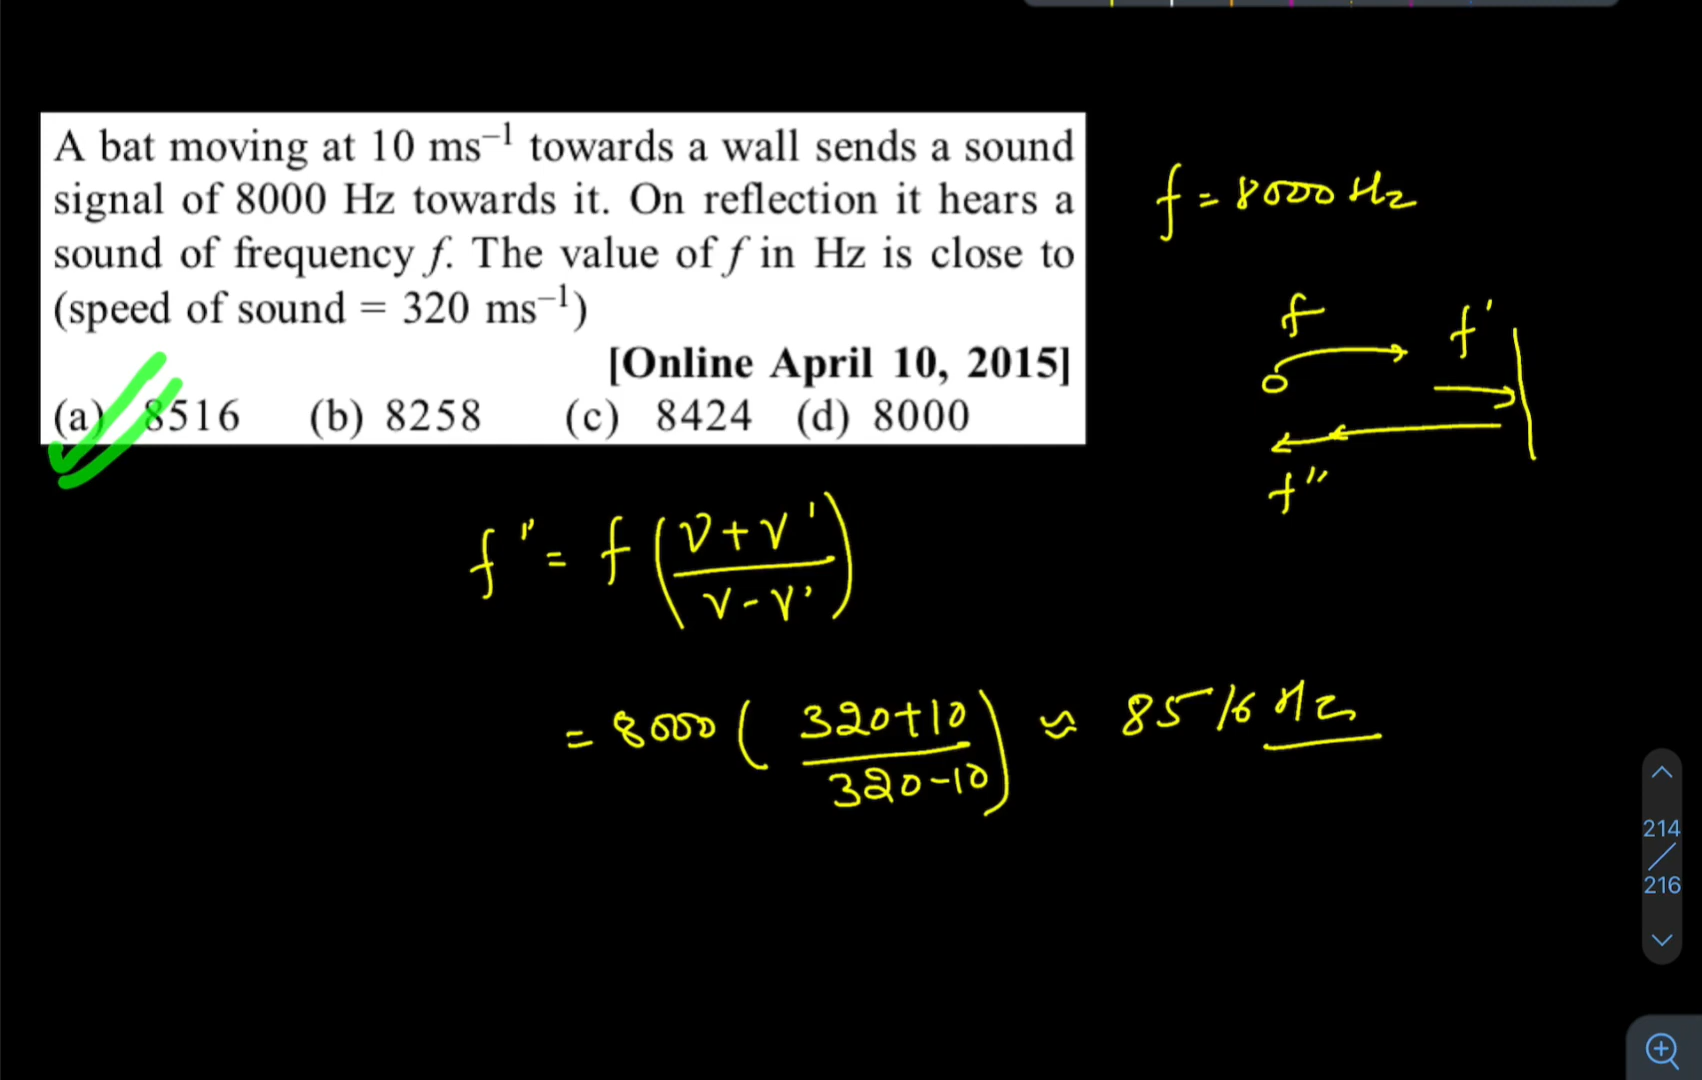 A bat moving at 10 ms⁻¹ towards a wall sends a sound
signal of 8000 Hz towards it. On reflection it hears a
sound of frequency f. The value of f in Hz is close to
(speed of sound = 320 ms⁻¹)
[Online April 10, 2015]
(a) 8516 (b) 8258 (c) 8424 (d) 8000
f = 8000 Hz
f
f'
f''
f'' = f (v+v' / v-v')
= 8000 (320+10 / 320-10) ≈ 8516 Hz
214
/
216